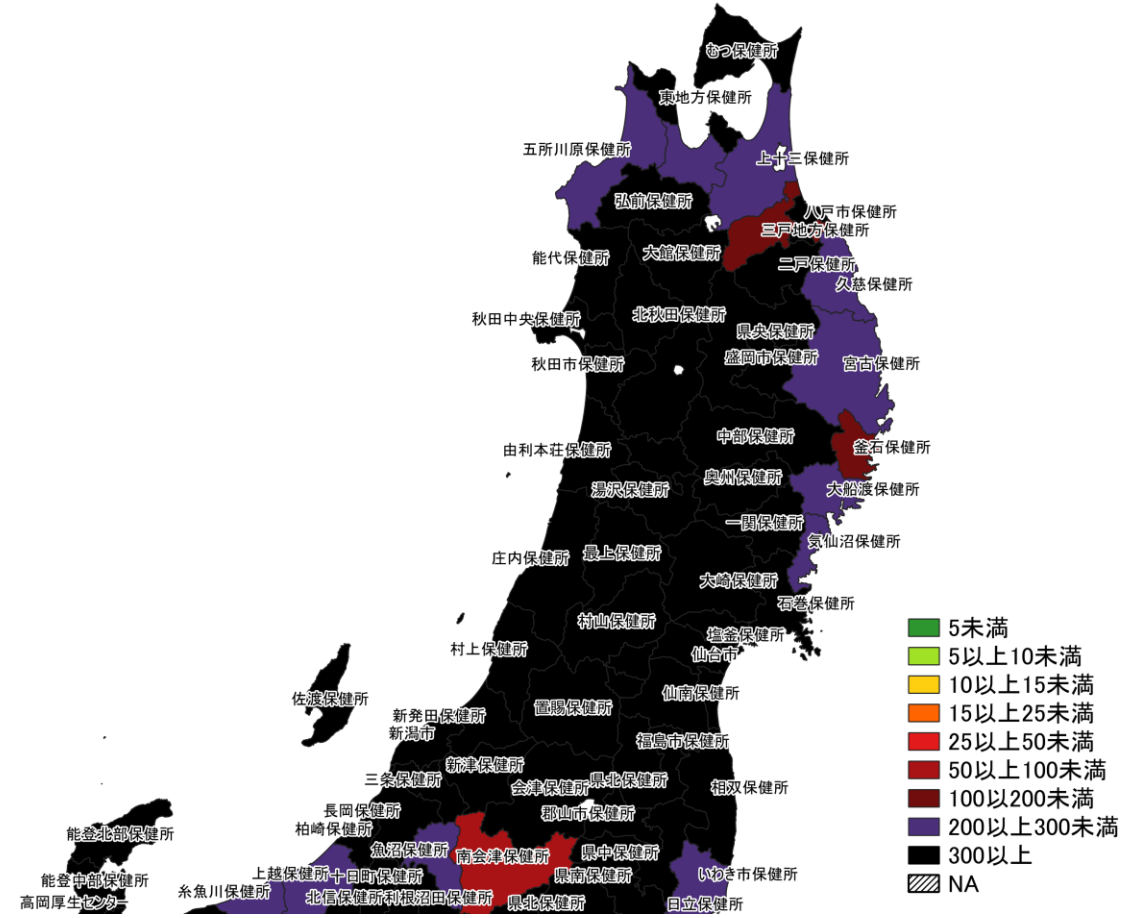 むつ保健所
東地方保健所
五所川原保健所
上十三保健所
弘前保健所
八戸市保健所
三戸地方保健所
大館保健所
能代保健所
二戸保健所
久慈保健所
北秋田保健所
秋田中央保健所
県央保健所
盛岡市保健所
秋田市保健所
宮古保健所
中部保健所
釜石保健所
由利本荘保健所
奥州保健所
湯沢保健所
大船渡保健所
一関保健所
気仙沼保健所
最上保健所
庄内保健所
大崎保健所
石巻保健所
村山保健所
塩釜保健所
村上保健所
仙台市
佐渡保健所
仙南保健所
置賜保健所
新発田保健所
新潟市
福島市保健所
新津保健所
三条保健所
会津保健所
県北保健所
相双保健所
長岡保健所
郡山市保健所
柏崎保健所
能登北部保健所
魚沼保健所
南会津保健所
県中保健所
上越保健所
十日町保健所
県南保健所
いわき市保健所
能登中部保健所
糸魚川保健所
北信保健所
利根沼田保健所
県北保健所
日立保健所
高岡厚生センター
5未満
5以上10未満
10以上15未満
15以上25未満
25以上50未満
50以上100未満
100以200未満
200以上300未満
300以上
NA